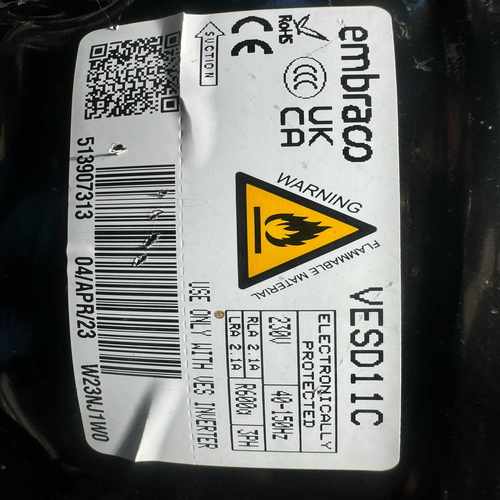 embraco
RoHS
CE
CCC
UK
CA
SUCTION
WARNING
FLAMMABLE MATERIAL
VESD11C
ELECTRONICALLY
PROTECTED
230V 40-150Hz
RLA 2.1A R600a 3PH
LRA 2.1A
USE ONLY WITH VES INVERTER
513907313 04/APR/23 W23NJ1W0